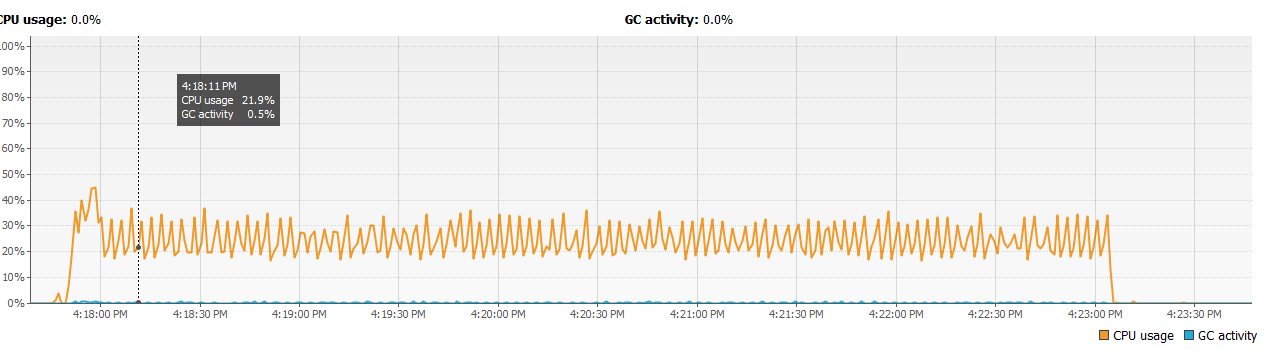 CPU usage: 0.0%
GC activity: 0.0%
100%
90%
80%
70%
60%
50%
40%
30%
20%
10%
0%
4:18:11 PM
CPU usage 21.9%
GC activity 0.5%
4:18:00 PM
4:18:30 PM
4:19:00 PM
4:19:30 PM
4:20:00 PM
4:20:30 PM
4:21:00 PM
4:21:30 PM
4:22:00 PM
4:22:30 PM
4:23:00 PM
4:23:30 PM
CPU usage
GC activity